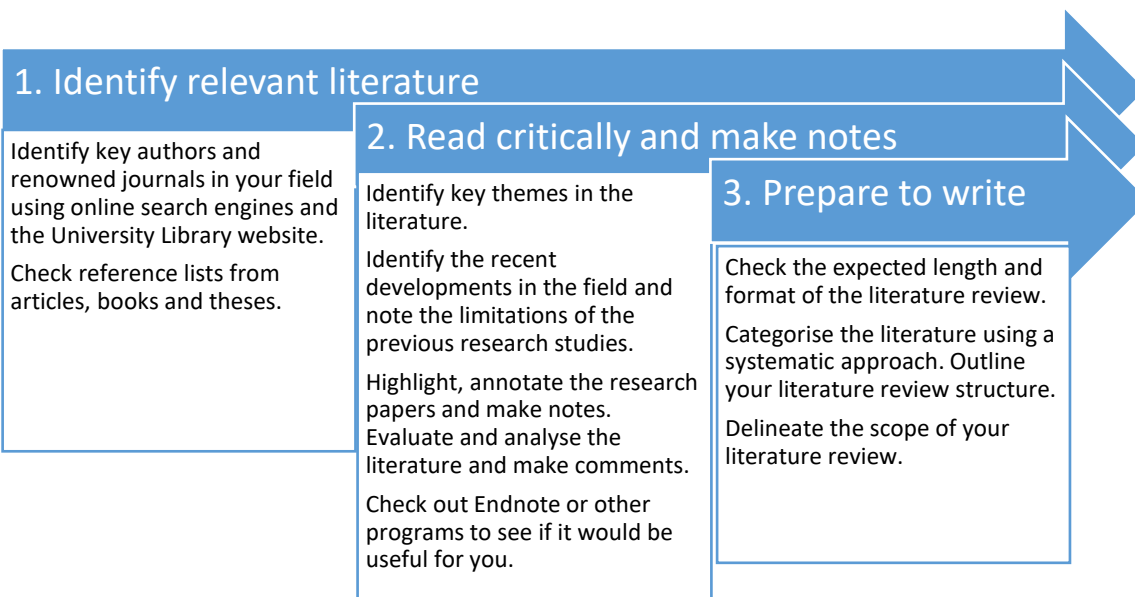 1. Identify relevant literature
Identify key authors and
renowned journals in your field
using online search engines and
the University Library website.
Check reference lists from
articles, books and theses.
2. Read critically and make notes
Identify key themes in the
literature.
Identify the recent
developments in the field and
note the limitations of the
previous research studies.
Highlight, annotate the research
papers and make notes.
Evaluate and analyse the
literature and make comments.
Check out Endnote or other
programs to see if it would be
useful for you.
3. Prepare to write
Check the expected length and
format of the literature review.
Categorise the literature using a
systematic approach. Outline
your literature review structure.
Delineate the scope of your
literature review.